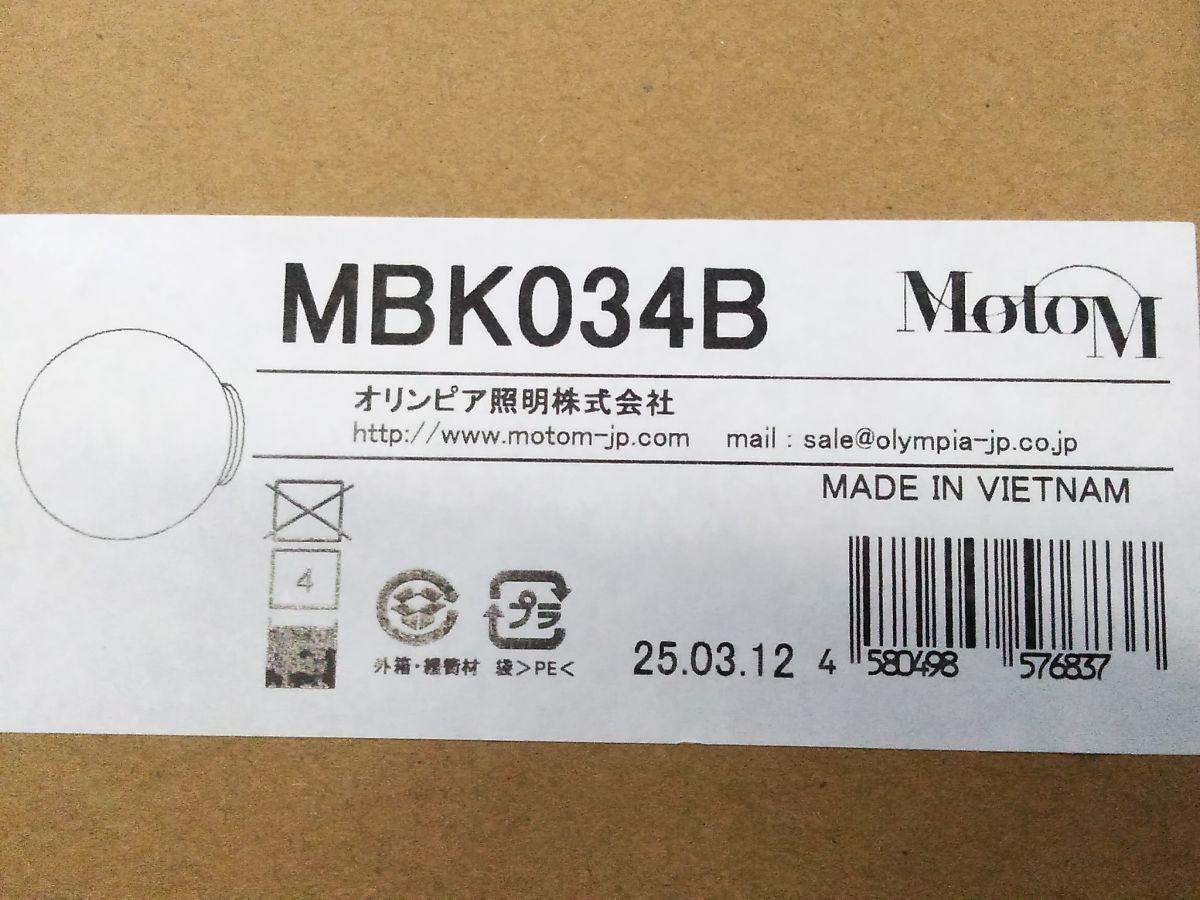 MBK034B
MotoM
オリンピア照明株式会社
http://www.motom-jp.com mail : sale@olympia-jp.co.jp
MADE IN VIETNAM
4
プラ
外箱・緩衝材 袋>PE<
25.03.12
4 580498 576837